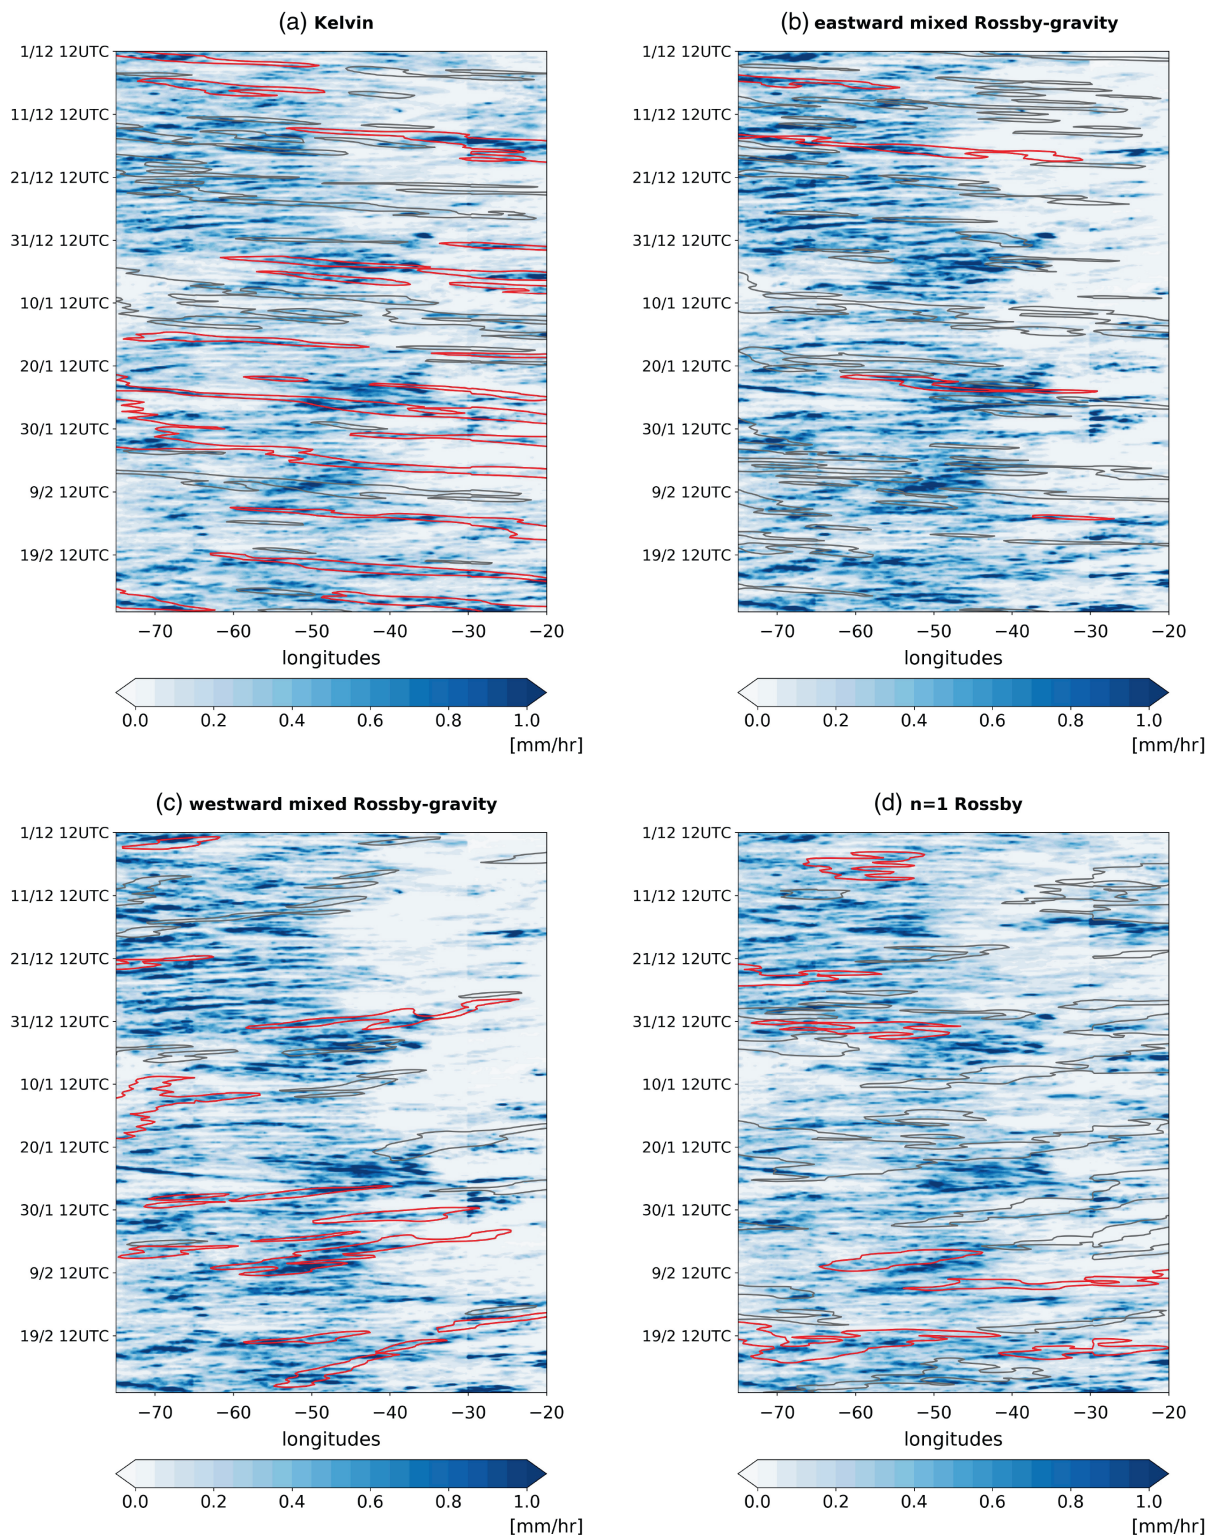 (a) Kelvin
1/12 12UTC
11/12 12UTC
21/12 12UTC
31/12 12UTC
10/1 12UTC
20/1 12UTC
30/1 12UTC
9/2 12UTC
19/2 12UTC
−70 −60 −50 −40 −30 −20
longitudes
0.0 0.2 0.4 0.6 0.8 1.0
[mm/hr]
(b) eastward mixed Rossby-gravity
1/12 12UTC
11/12 12UTC
21/12 12UTC
31/12 12UTC
10/1 12UTC
20/1 12UTC
30/1 12UTC
9/2 12UTC
19/2 12UTC
−70 −60 −50 −40 −30 −20
longitudes
0.0 0.2 0.4 0.6 0.8 1.0
[mm/hr]
(c) westward mixed Rossby-gravity
1/12 12UTC
11/12 12UTC
21/12 12UTC
31/12 12UTC
10/1 12UTC
20/1 12UTC
30/1 12UTC
9/2 12UTC
19/2 12UTC
−70 −60 −50 −40 −30 −20
longitudes
0.0 0.2 0.4 0.6 0.8 1.0
[mm/hr]
(d) n=1 Rossby
1/12 12UTC
11/12 12UTC
21/12 12UTC
31/12 12UTC
10/1 12UTC
20/1 12UTC
30/1 12UTC
9/2 12UTC
19/2 12UTC
−70 −60 −50 −40 −30 −20
longitudes
0.0 0.2 0.4 0.6 0.8 1.0
[mm/hr]